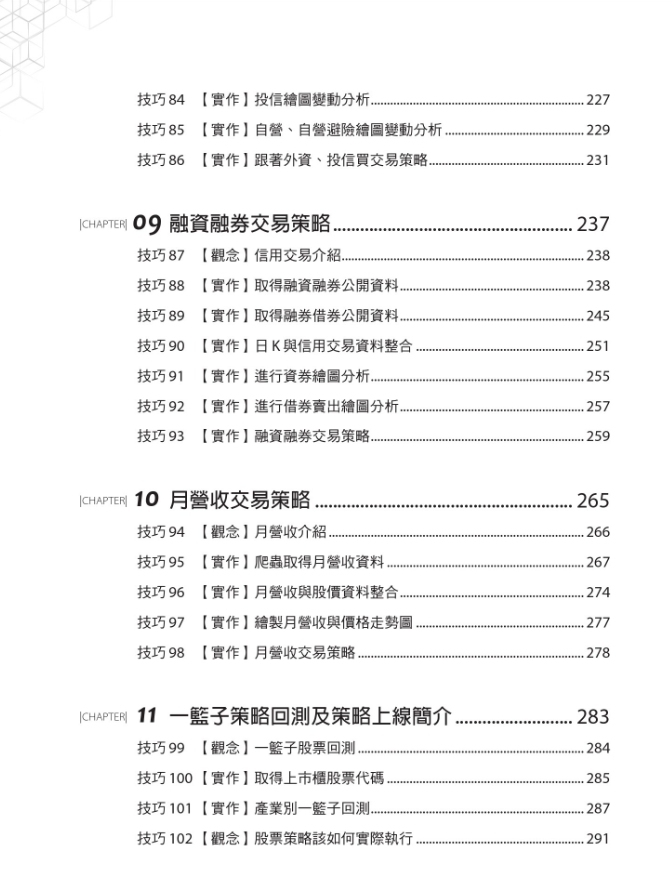 技巧 84 【實作】投信繪圖變動分析 227
技巧 85 【實作】自營、自營避險繪圖變動分析 229
技巧 86 【實作】跟著外資、投信買交易策略 231
|CHAPTER| 09 融資融券交易策略 237
技巧 87 【觀念】信用交易介紹 238
技巧 88 【實作】取得融資融券公開資料 238
技巧 89 【實作】取得融券借券公開資料 245
技巧 90 【實作】日 K 與信用交易資料整合 251
技巧 91 【實作】進行資券繪圖分析 255
技巧 92 【實作】進行借券賣出繪圖分析 257
技巧 93 【實作】融資融券交易策略 259
|CHAPTER| 10 月營收交易策略 265
技巧 94 【觀念】月營收介紹 266
技巧 95 【實作】爬蟲取得月營收資料 267
技巧 96 【實作】月營收與股價資料整合 274
技巧 97 【實作】繪製月營收與價格走勢圖 277
技巧 98 【實作】月營收交易策略 278
|CHAPTER| 11 一籃子策略回測及策略上線簡介 283
技巧 99 【觀念】一籃子股票回測 284
技巧 100 【實作】取得上市櫃股票代碼 285
技巧 101 【實作】產業別一籃子回測 287
技巧 102 【觀念】股票策略該如何實際執行 291